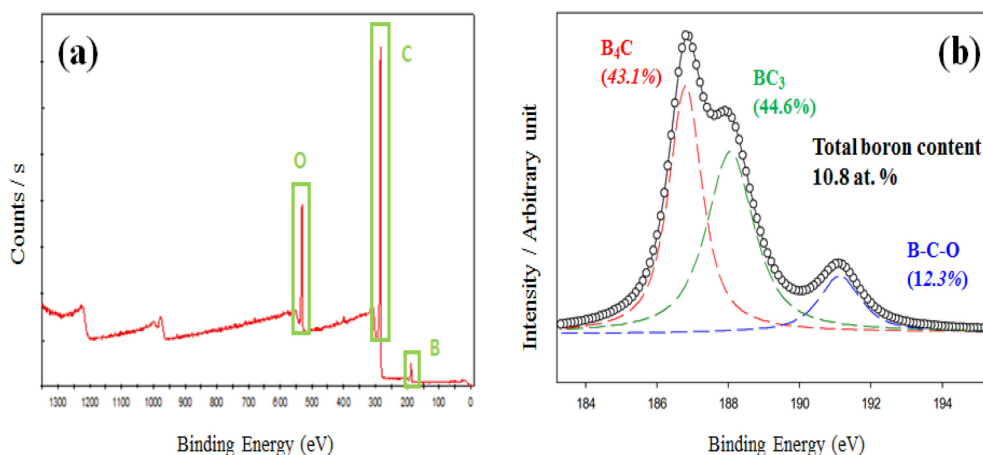 (a)
C
O
B
Counts / s
1300 1200 1100 1000 900 800 700 600 500 400 300 200 100 0
Binding Energy (eV)
(b)
B₄C
(43.1%)
BC₃
(44.6%)
Total boron content
10.8 at. %
B-C-O
(12.3%)
Intensity / Arbitrary unit
184 186 188 190 191 192 194
Binding Energy (eV)